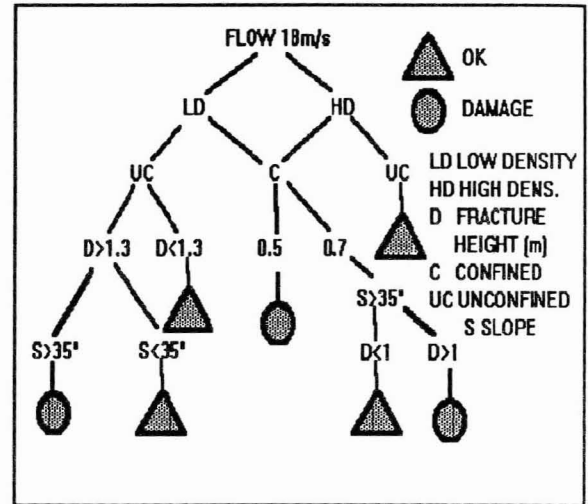 FLOW 18m/s
OK
LD HD DAMAGE
UC C UC
LD LOW DENSITY
HD HIGH DENS.
D FRACTURE
HEIGHT (m)
C CONFINED
UC UNCONFINED
S SLOPE
D>1.3 D<1.3 0.5 0.7
S>35° S<35° S>35°
D<1 D>1